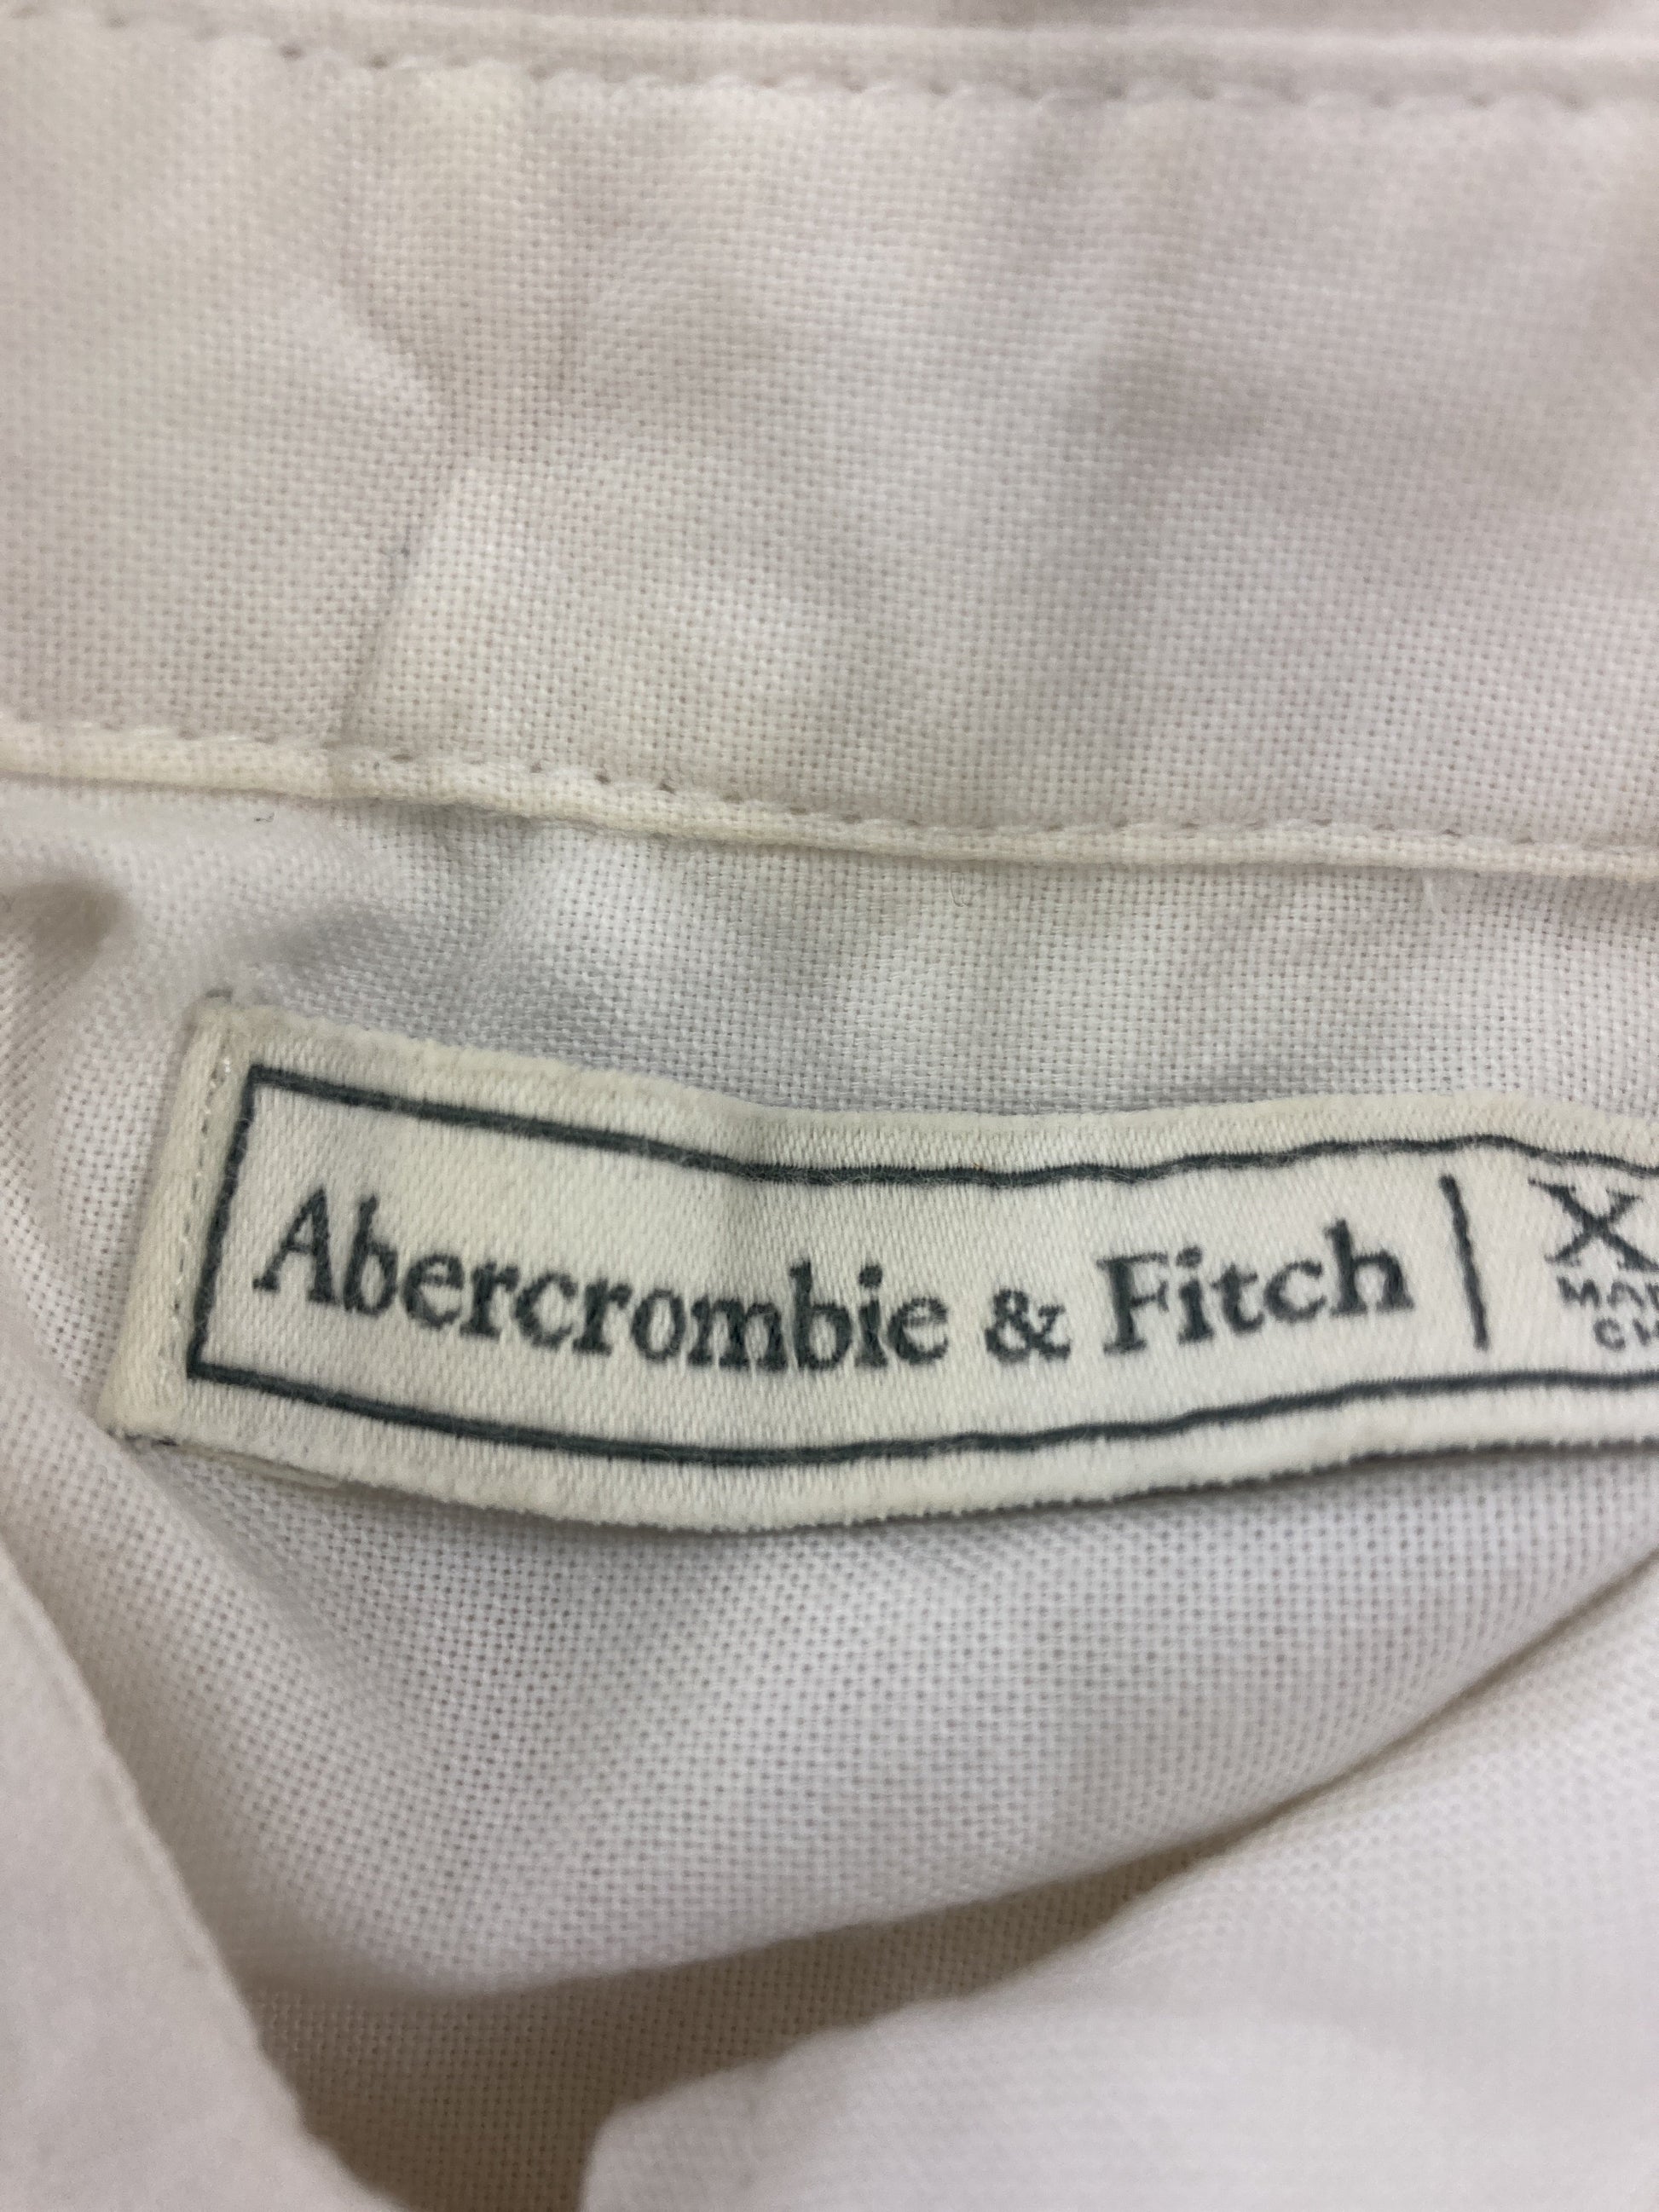 Abercrombie & Fitch | X